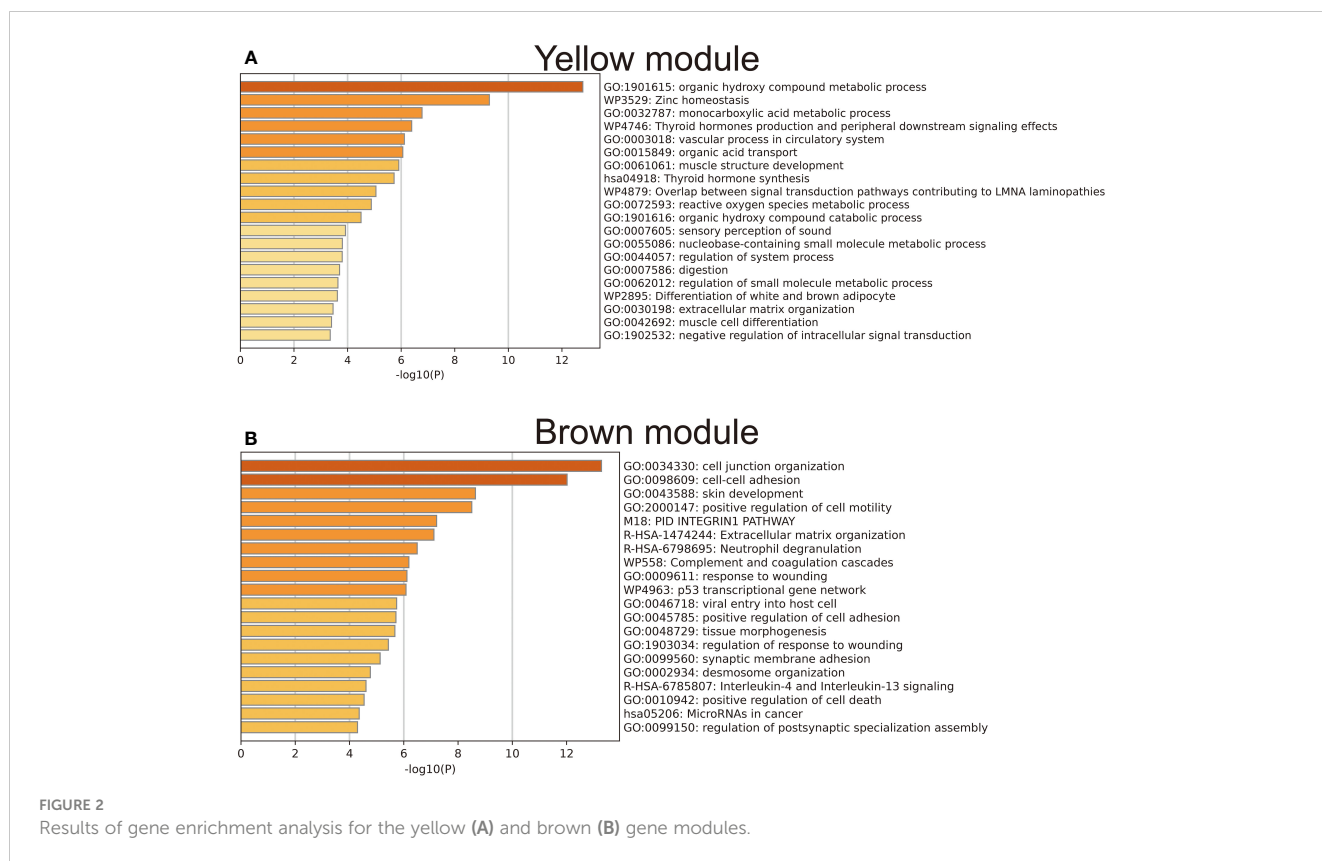 A
Yellow module
GO:1901615: organic hydroxy compound metabolic process
WP3529: Zinc homeostasis
GO:0032787: monocarboxylic acid metabolic process
WP4746: Thyroid hormones production and peripheral downstream signaling effects
GO:0003018: vascular process in circulatory system
GO:0015849: organic acid transport
GO:0061061: muscle structure development
hsa04918: Thyroid hormone synthesis
WP4879: Overlap between signal transduction pathways contributing to LMNA laminopathies
GO:0072593: reactive oxygen species metabolic process
GO:1901616: organic hydroxy compound catabolic process
GO:0007605: sensory perception of sound
GO:0055086: nucleobase-containing small molecule metabolic process
GO:0044057: regulation of system process
GO:0007586: digestion
GO:0062012: regulation of small molecule metabolic process
WP2895: Differentiation of white and brown adipocyte
GO:0030198: extracellular matrix organization
GO:0042692: muscle cell differentiation
GO:1902532: negative regulation of intracellular signal transduction
0 2 4 6 8 10 12
-log10(P)
B
Brown module
GO:0034330: cell junction organization
GO:0098609: cell-cell adhesion
GO:0043588: skin development
GO:2000147: positive regulation of cell motility
M18: PID INTEGRIN1 PATHWAY
R-HSA-1474244: Extracellular matrix organization
R-HSA-6798695: Neutrophil degranulation
WP558: Complement and coagulation cascades
GO:0009611: response to wounding
WP4963: p53 transcriptional gene network
GO:0046718: viral entry into host cell
GO:0045785: positive regulation of cell adhesion
GO:0048729: tissue morphogenesis
GO:1903034: regulation of response to wounding
GO:0099560: synaptic membrane adhesion
GO:0002934: desmosome organization
R-HSA-6785807: Interleukin-4 and Interleukin-13 signaling
GO:0010942: positive regulation of cell death
hsa05206: MicroRNAs in cancer
GO:0099150: regulation of postsynaptic specialization assembly
0 2 4 6 8 10 12
-log10(P)
FIGURE 2
Results of gene enrichment analysis for the yellow (A) and brown (B) gene modules.